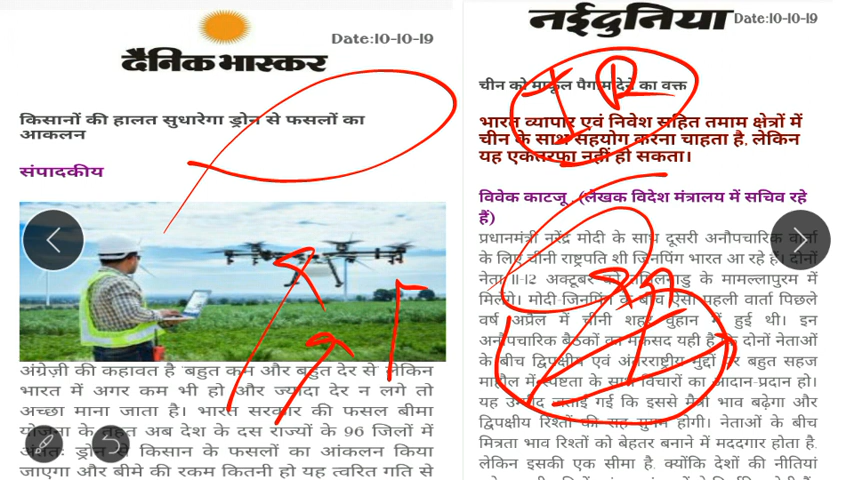 दैनिक भास्कर
Date:10-10-19
किसानों की हालत सुधारेगा ड्रोन से फसलों का
आकलन
संपादकीय
अंग्रेज़ी की कहावत है 'बहुत कम और बहुत देर से' लेकिन
भारत में अगर कम भी हो और ज्यादा देर न लगे तो
अच्छा माना जाता है। भारत सरकार की फसल बीमा
योजना के तहत अब देश के दस राज्यों के 96 जिलों में
ड्रोन से किसान के फसलों का आंकलन किया
जाएगा और बीमे की रकम कितनी हो यह त्वरित गति से
नईदुनिया
Date:10-10-19
चीन को माकूल पैगाम देने का वक्त
भारत व्यापार एवं निवेश सहित तमाम क्षेत्रों में
चीन के साथ सहयोग करना चाहता है, लेकिन
यह एकतरफा नहीं हो सकता।
विवेक काटजू , (लेखक विदेश मंत्रालय में सचिव रहे
हैं)
प्रधानमंत्री नरेंद्र मोदी के साथ दूसरी अनौपचारिक वार्ता
के लिए चीनी राष्ट्रपति शी जिनपिंग भारत आ रहे हैं। दोनों
नेता 11-12 अक्टूबर को तमिलनाडु के मामल्लापुरम में
मिलेंगे। मोदी जिनपिंग के बीच ऐसी पहली वार्ता पिछले
वर्ष अप्रैल में चीनी शहर वुहान में हुई थी। इन
अनौपचारिक बैठकों का मकसद यही है कि दोनों नेताओं
के बीच द्विपक्षीय एवं अंतरराष्ट्रीय मुद्दों पर बहुत सहज
माहौल में स्पष्टता के साथ विचारों का आदान-प्रदान हो।
यह उम्मीद जताई गई कि इससे मैत्री भाव बढ़ेगा और
द्विपक्षीय रिश्तों की राह सुगम होगी। नेताओं के बीच
मित्रता भाव रिश्तों को बेहतर बनाने में मददगार होता है,
लेकिन इसकी एक सीमा है, क्योंकि देशों की नीतियां
IR